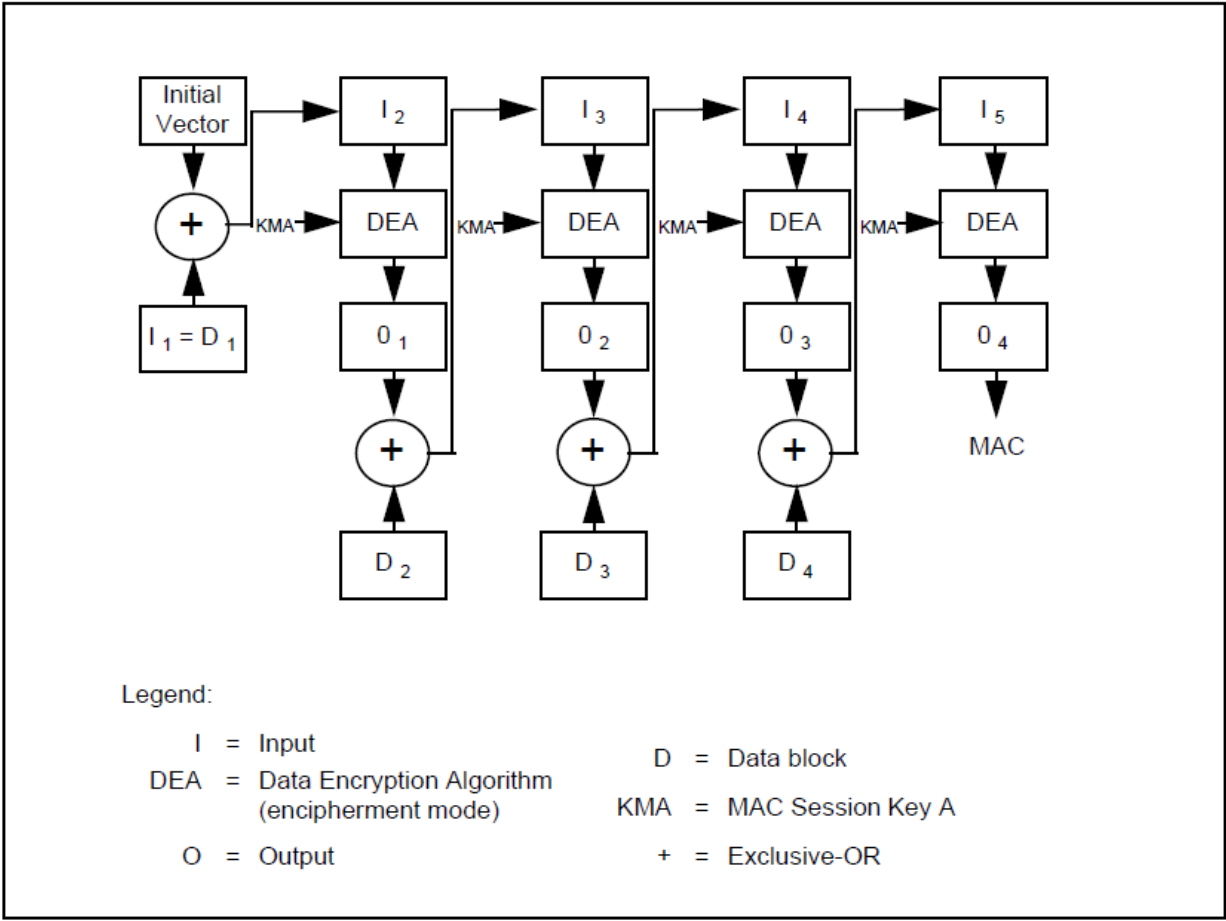 Initial
Vector
I 2
I 3
I 4
I 5
+
KMA
DEA
KMA
DEA
KMA
DEA
KMA
DEA
I 1 = D 1
0 1
0 2
0 3
0 4
+
+
+
MAC
D 2
D 3
D 4
Legend:
I = Input
DEA = Data Encryption Algorithm
(encipherment mode)
O = Output
D = Data block
KMA = MAC Session Key A
+ = Exclusive-OR